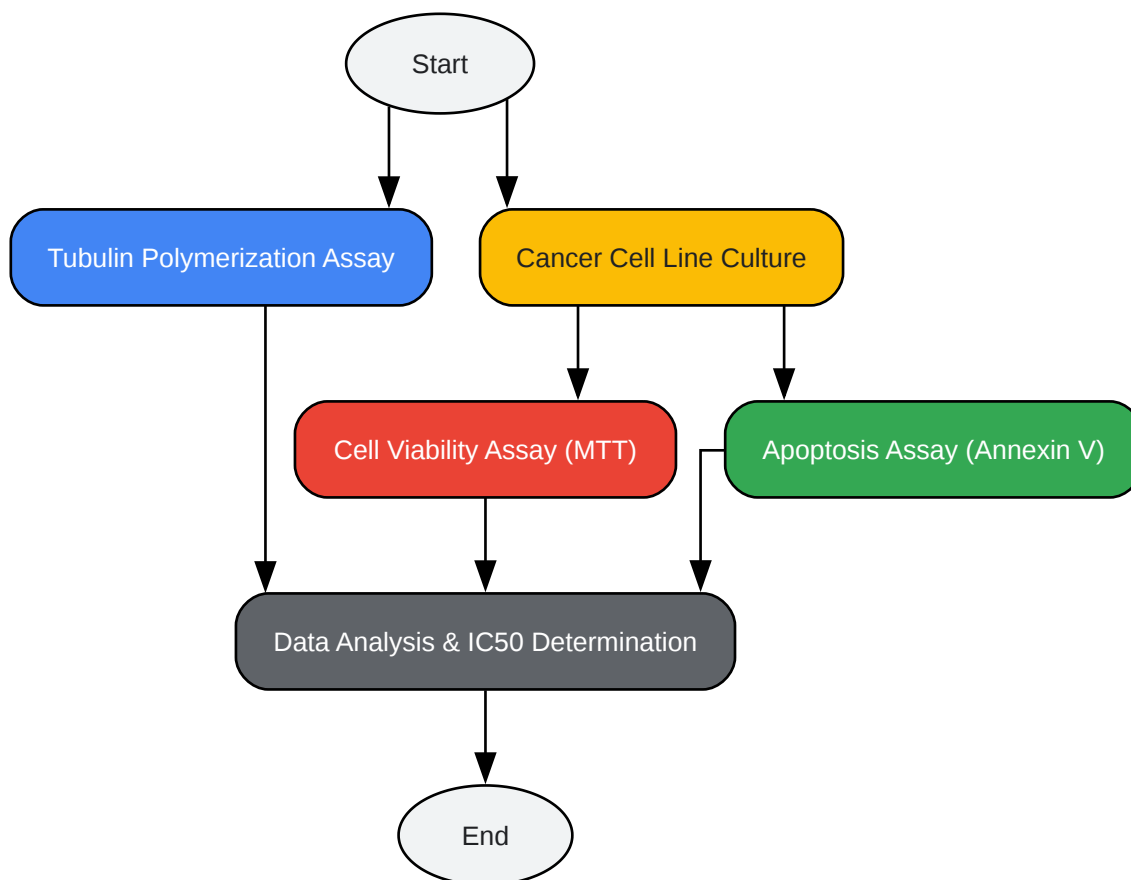 Start
Tubulin Polymerization Assay
Cancer Cell Line Culture
Cell Viability Assay (MTT)
Apoptosis Assay (Annexin V)
Data Analysis & IC50 Determination
End